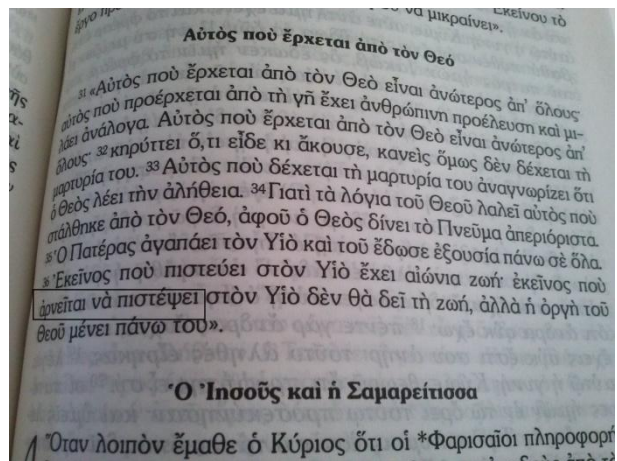 ἔργο
νὰ μικραίνει».
Ἐκείνου τὸ
Αὐτὸς ποὺ ἔρχεται ἀπὸ τὸν Θεό
31 «Αὐτὸς ποὺ ἔρχεται ἀπὸ τὸν Θεὸ εἶναι ἀνώτερος ἀπ' ὅλους·
αὐτὸς ποὺ προέρχεται ἀπὸ τὴ γῆ ἔχει ἀνθρώπινη προέλευση καὶ μι-
λάει ἀνάλογα. Αὐτὸς ποὺ ἔρχεται ἀπὸ τὸν Θεὸ εἶναι ἀνώτερος ἀπ'
ὅλους· 32 κηρύττει ὅ,τι εἶδε κι ἄκουσε, κανεὶς ὅμως δὲν δέχεται τὴ
μαρτυρία του. 33 Αὐτὸς ποὺ δέχεται τὴ μαρτυρία του ἀναγνωρίζει ὅτι
ὁ Θεὸς λέει τὴν ἀλήθεια. 34 Γιατὶ τὰ λόγια τοῦ Θεοῦ λαλεῖ αὐτὸς ποὺ
στάλθηκε ἀπὸ τὸν Θεό, ἀφοῦ ὁ Θεὸς δίνει τὸ Πνεῦμα ἀπεριόριστα.
35 Ὁ Πατέρας ἀγαπάει τὸν Υἱὸ καὶ τοῦ ἔδωσε ἐξουσία πάνω σὲ ὅλα.
36 Ἐκεῖνος ποὺ πιστεύει στὸν Υἱὸ ἔχει αἰώνια ζωή· ἐκεῖνος ποὺ
ἀρνεῖται νὰ πιστέψει στὸν Υἱὸ δὲν θὰ δεῖ τὴ ζωή, ἀλλὰ ἡ ὀργὴ τοῦ
Θεοῦ μένει πάνω του».
Ὁ Ἰησοῦς καὶ ἡ Σαμαρείτισσα
4 Ὅταν λοιπὸν ἔμαθε ὁ Κύριος ὅτι οἱ *Φαρισαῖοι πληροφορή